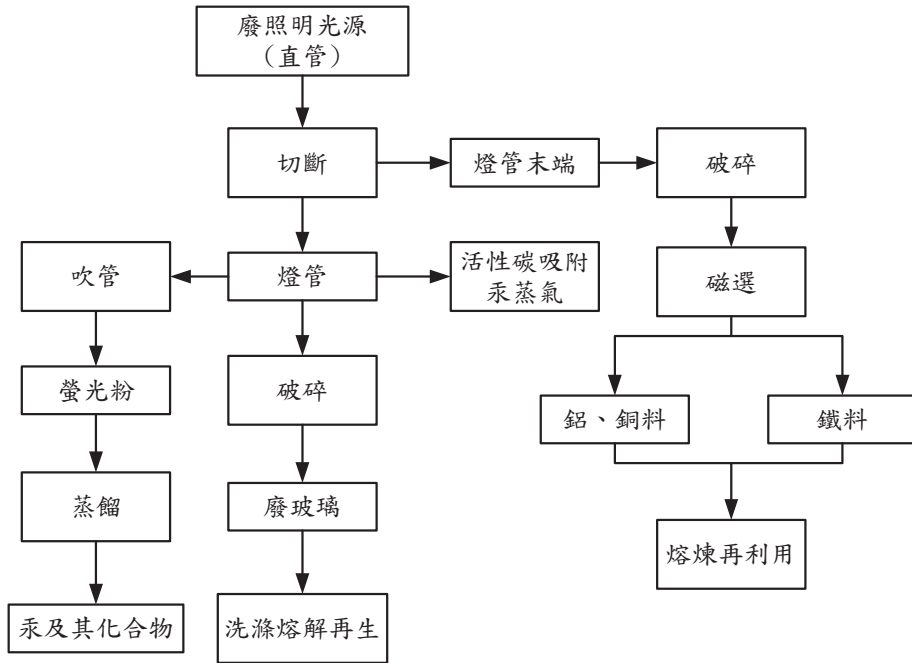 廢照明光源
（直管）
切斷
燈管末端
破碎
吹管
燈管
活性碳吸附
汞蒸氣
磁選
螢光粉
破碎
鋁、銅料
鐵料
蒸餾
廢玻璃
熔煉再利用
汞及其化合物
洗滌熔解再生